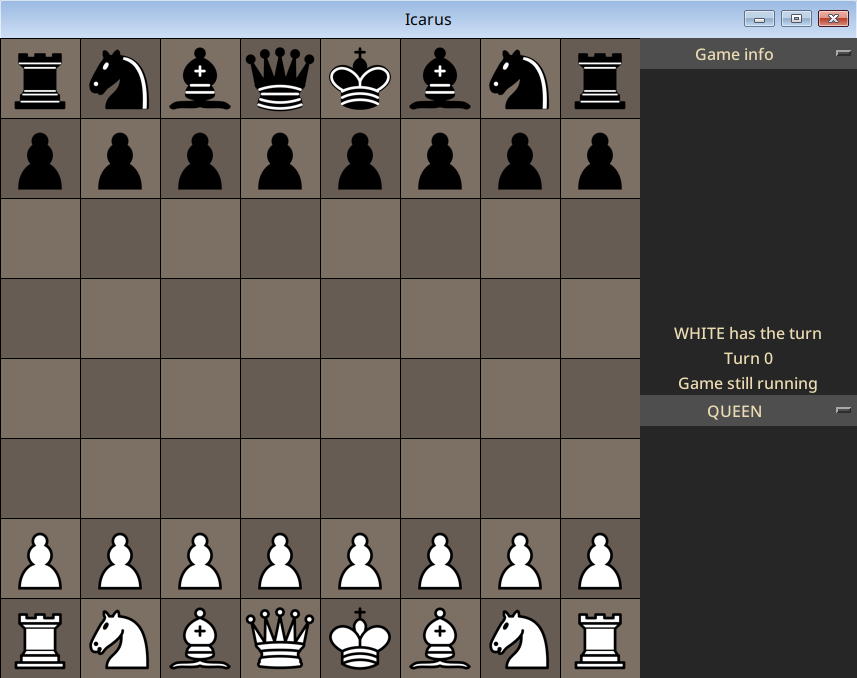 Icarus
Game info
WHITE has the turn
Turn 0
Game still running
QUEEN